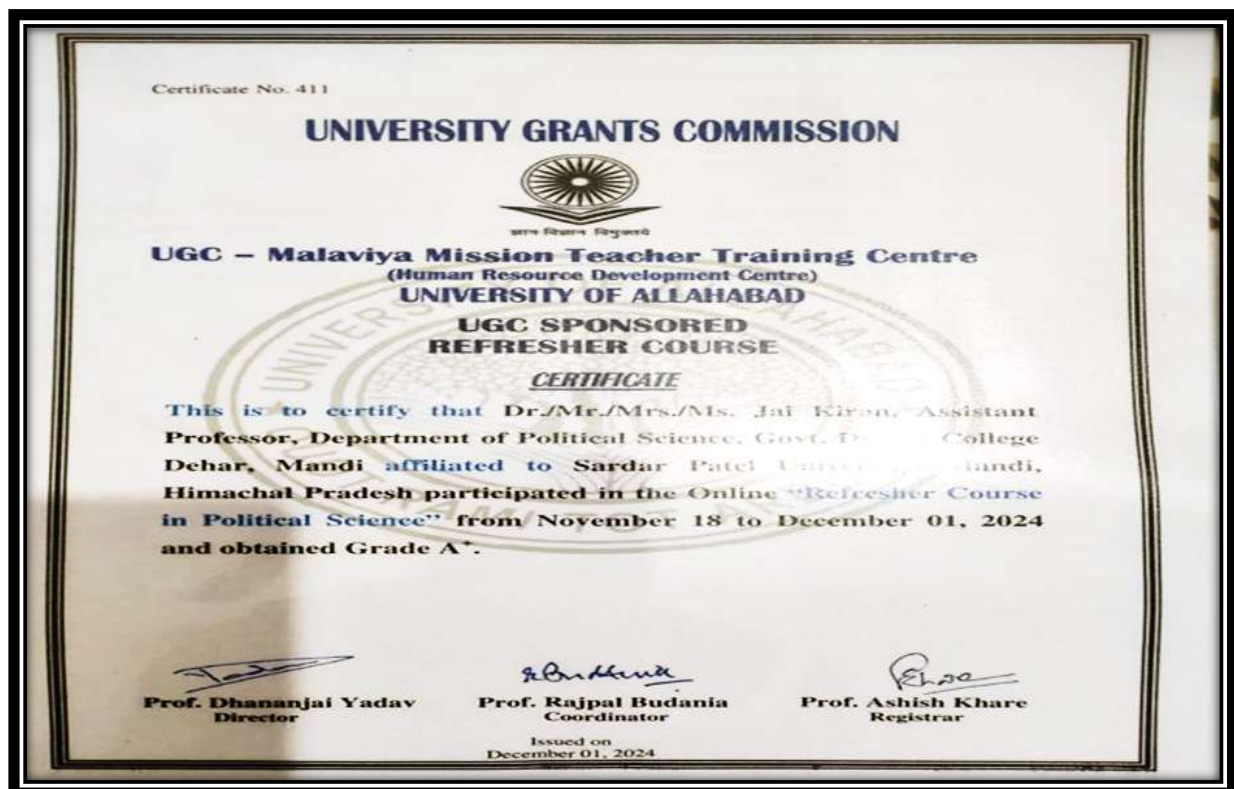 Certificate No. 411
UNIVERSITY GRANTS COMMISSION
ज्ञान विज्ञान विमुक्तये
UGC – Malaviya Mission Teacher Training Centre
(Human Resource Development Centre)
UNIVERSITY OF ALLAHABAD
UGC SPONSORED
REFRESHER COURSE
CERTIFICATE
This is to certify that Dr./Mr./Mrs./Ms. Jai Kiran, Assistant
Professor, Department of Political Science, Govt. College
Dehar, Mandi affiliated to Sardar Patel Mandi,
Himachal Pradesh participated in the Online “Refresher Course
in Political Science” from November 18 to December 01, 2024
and obtained Grade A+.
Prof. Dhananjai Yadav
Director
Prof. Rajpal Budania
Coordinator
Prof. Ashish Khare
Registrar
Issued on
December 01, 2024